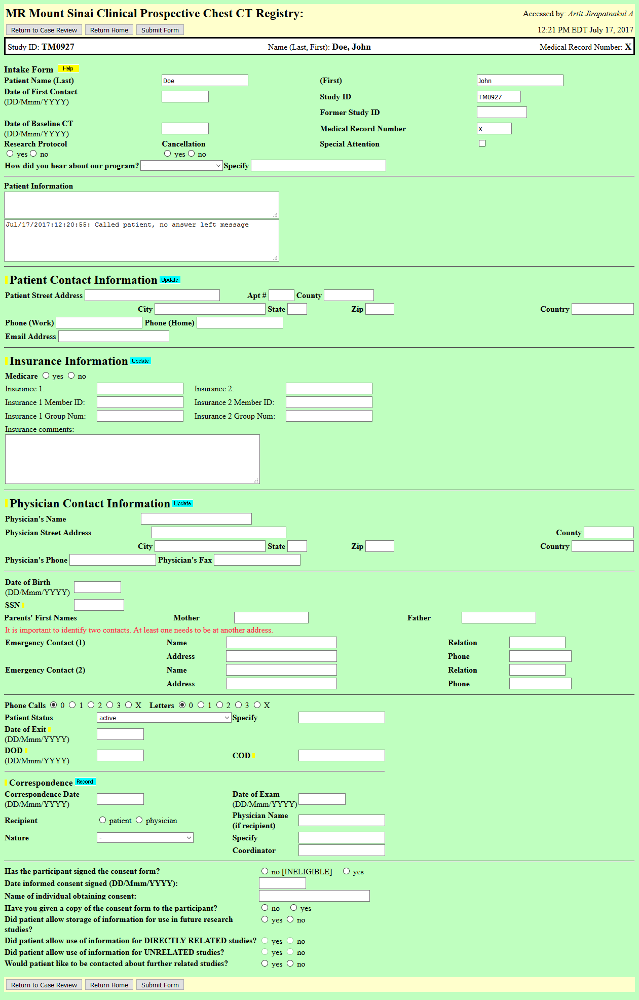 MR Mount Sinai Clinical Prospective Chest CT Registry: Accessed by: Artit Jirapatnakul A
Return to Case Review Return Home Submit Form 12:21 PM EDT July 17, 2017
Study ID: TM0927 Name (Last, First): Doe, John Medical Record Number: X
Intake Form Help
Patient Name (Last) Doe (First) John
Date of First Contact
(DD/Mmm/YYYY) Study ID TM0927
Former Study ID
Date of Baseline CT
(DD/Mmm/YYYY) Medical Record Number X
Research Protocol Cancellation Special Attention
yes no yes no
How did you hear about our program? - Specify
Patient Information
Jul/17/2017:12:20:55: Called patient, no answer left message
Patient Contact Information Update
Patient Street Address Apt # County
City State Zip Country
Phone (Work) Phone (Home)
Email Address
Insurance Information Update
Medicare yes no
Insurance 1: Insurance 2:
Insurance 1 Member ID: Insurance 2 Member ID:
Insurance 1 Group Num: Insurance 2 Group Num:
Insurance comments:
Physician Contact Information Update
Physician's Name
Physician Street Address County
City State Zip Country
Physician's Phone Physician's Fax
Date of Birth
(DD/Mmm/YYYY)
SSN
Parents' First Names Mother Father
It is important to identify two contacts. At least one needs to be at another address.
Emergency Contact (1) Name Relation
Address Phone
Emergency Contact (2) Name Relation
Address Phone
Phone Calls 0 1 2 3 X Letters 0 1 2 3 X
Patient Status active Specify
Date of Exit
(DD/Mmm/YYYY)
DOD
(DD/Mmm/YYYY) COD
Correspondence Record
Correspondence Date Date of Exam
(DD/Mmm/YYYY) (DD/Mmm/YYYY)
Recipient patient physician Physician Name
(if recipient)
Nature - Specify
Coordinator
Has the participant signed the consent form? no [INELIGIBLE] yes
Date informed consent signed (DD/Mmm/YYYY):
Name of individual obtaining consent:
Have you given a copy of the consent form to the participant? no yes
Did patient allow storage of information for use in future research yes no
studies?
Did patient allow use of information for DIRECTLY RELATED studies? yes no
Did patient allow use of information for UNRELATED studies? yes no
Would patient like to be contacted about further related studies? yes no
Return to Case Review Return Home Submit Form